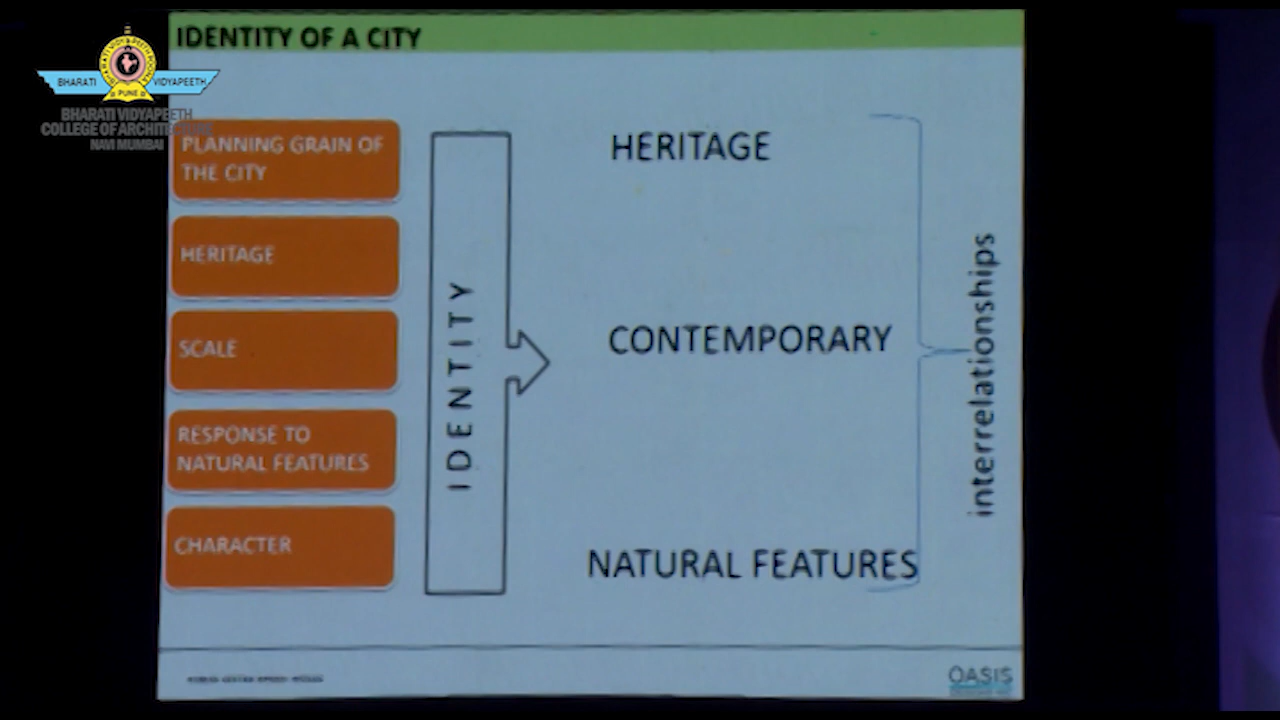 IDENTITY OF A CITY
BHARATI VIDYAPEETH
PUNE
BHARATI VIDYAPEETH
COLLEGE OF ARCHITECTURE
NAVI MUMBAI
PLANNING GRAIN OF
THE CITY
HERITAGE
SCALE
RESPONSE TO
NATURAL FEATURES
CHARACTER
IDENTITY
HERITAGE
CONTEMPORARY
NATURAL FEATURES
interrelationships
OASIS